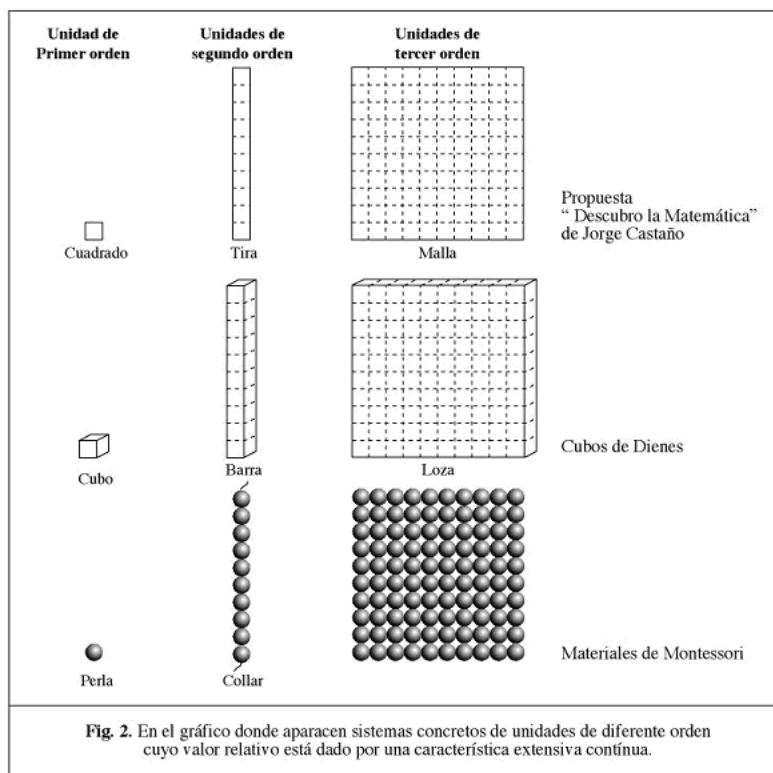 Unidad de
Primer orden
Unidades de
segundo orden
Unidades de
tercer orden
Cuadrado
Tira
Malla
Propuesta
“ Descubro la Matemática”
de Jorge Castaño
Cubo
Barra
Loza
Cubos de Dienes
Perla
Collar
Materiales de Montessori
Fig. 2. En el gráfico donde aparacen sistemas concretos de unidades de diferente orden
cuyo valor relativo está dado por una característica extensiva contínua.